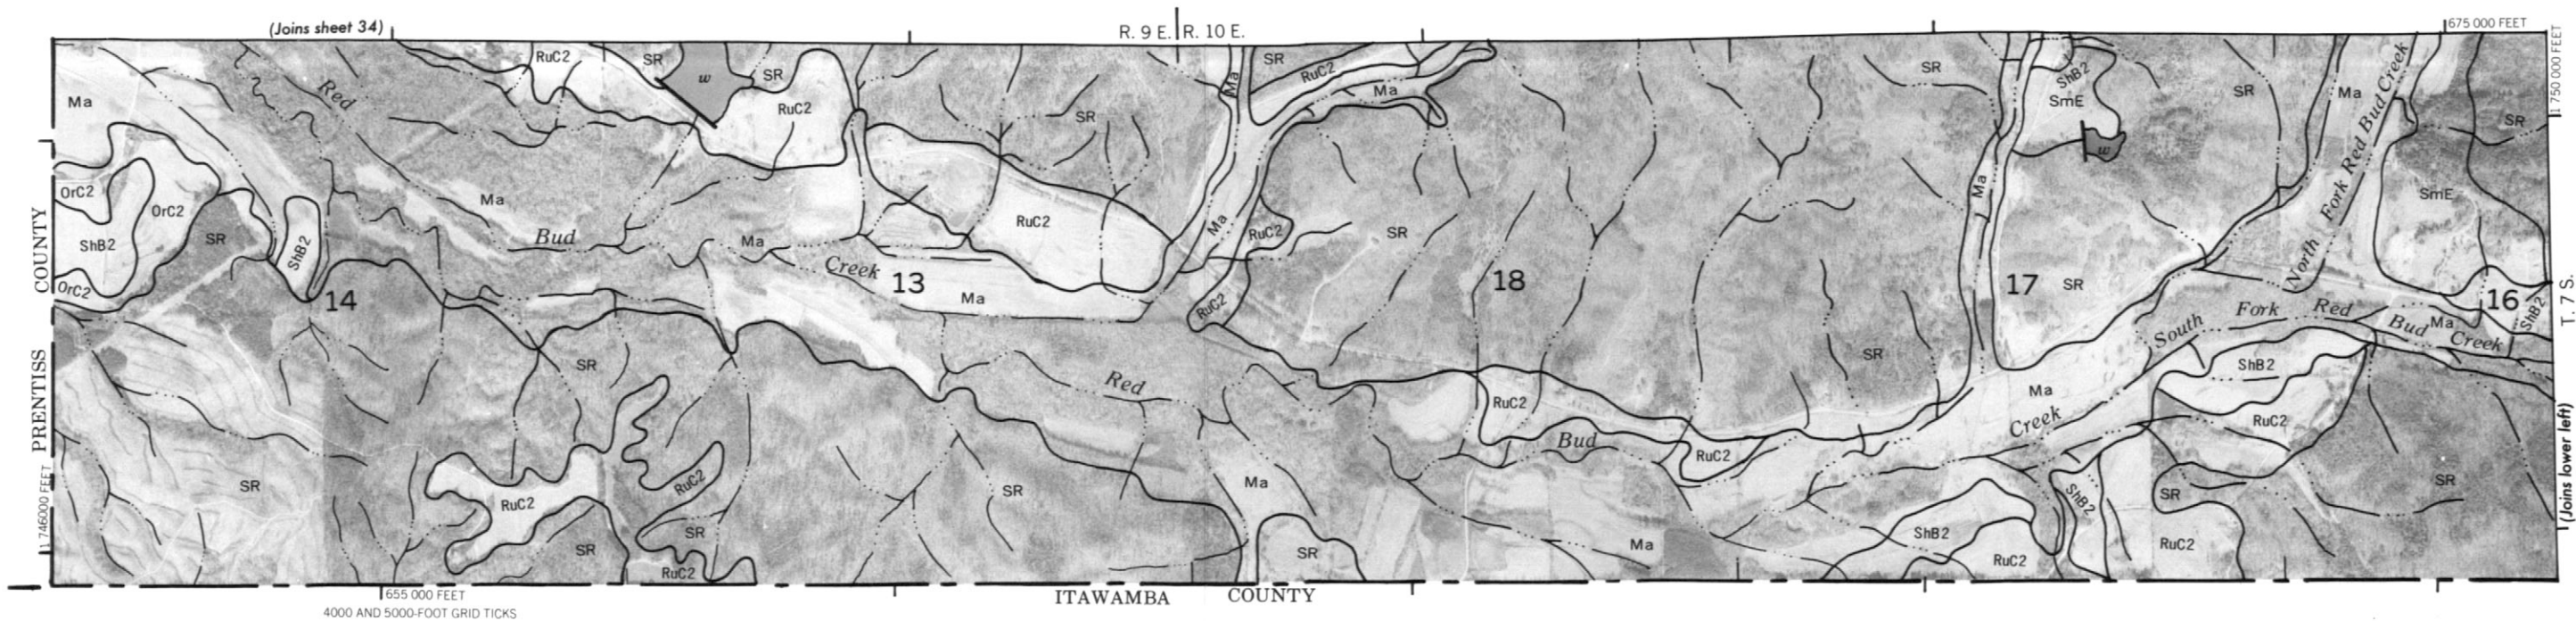 (Joins sheet 34)
R. 9 E. R. 10 E.
675 000 FEET
1 750 000 FEET
RuC2
SR
w
SR
RuC2
Ma
Red
SR
Ma
SR
RuC2
Ma
SR
ShB2
SmE
w
SR
Ma
North Fork Red Bud Creek
SR
SmE
OrC2
OrC2
ShB2
OrC2
SR
ShB2
Ma
Bud
Ma
Creek
13
Ma
RuC2
Ma
RuC2
RuC2
SR
18
SR
Ma
17
SR
16
ShB2
T. 7 S.
COUNTY
PRENTISS
14
SR
SR
RuC2
RuC2
SR
SR
RuC2
Red
SR
Ma
SR
RuC2
Bud
RuC2
Ma
Ma
Creek
South Fork Red Bud Creek
Ma
ShB2
RuC2
SR
SR
ShB2
ShB2
RuC2
RuC2
(Joins lower left)
1 746000 FEET
655 000 FEET
4000 AND 5000-FOOT GRID TICKS
ITAWAMBA COUNTY